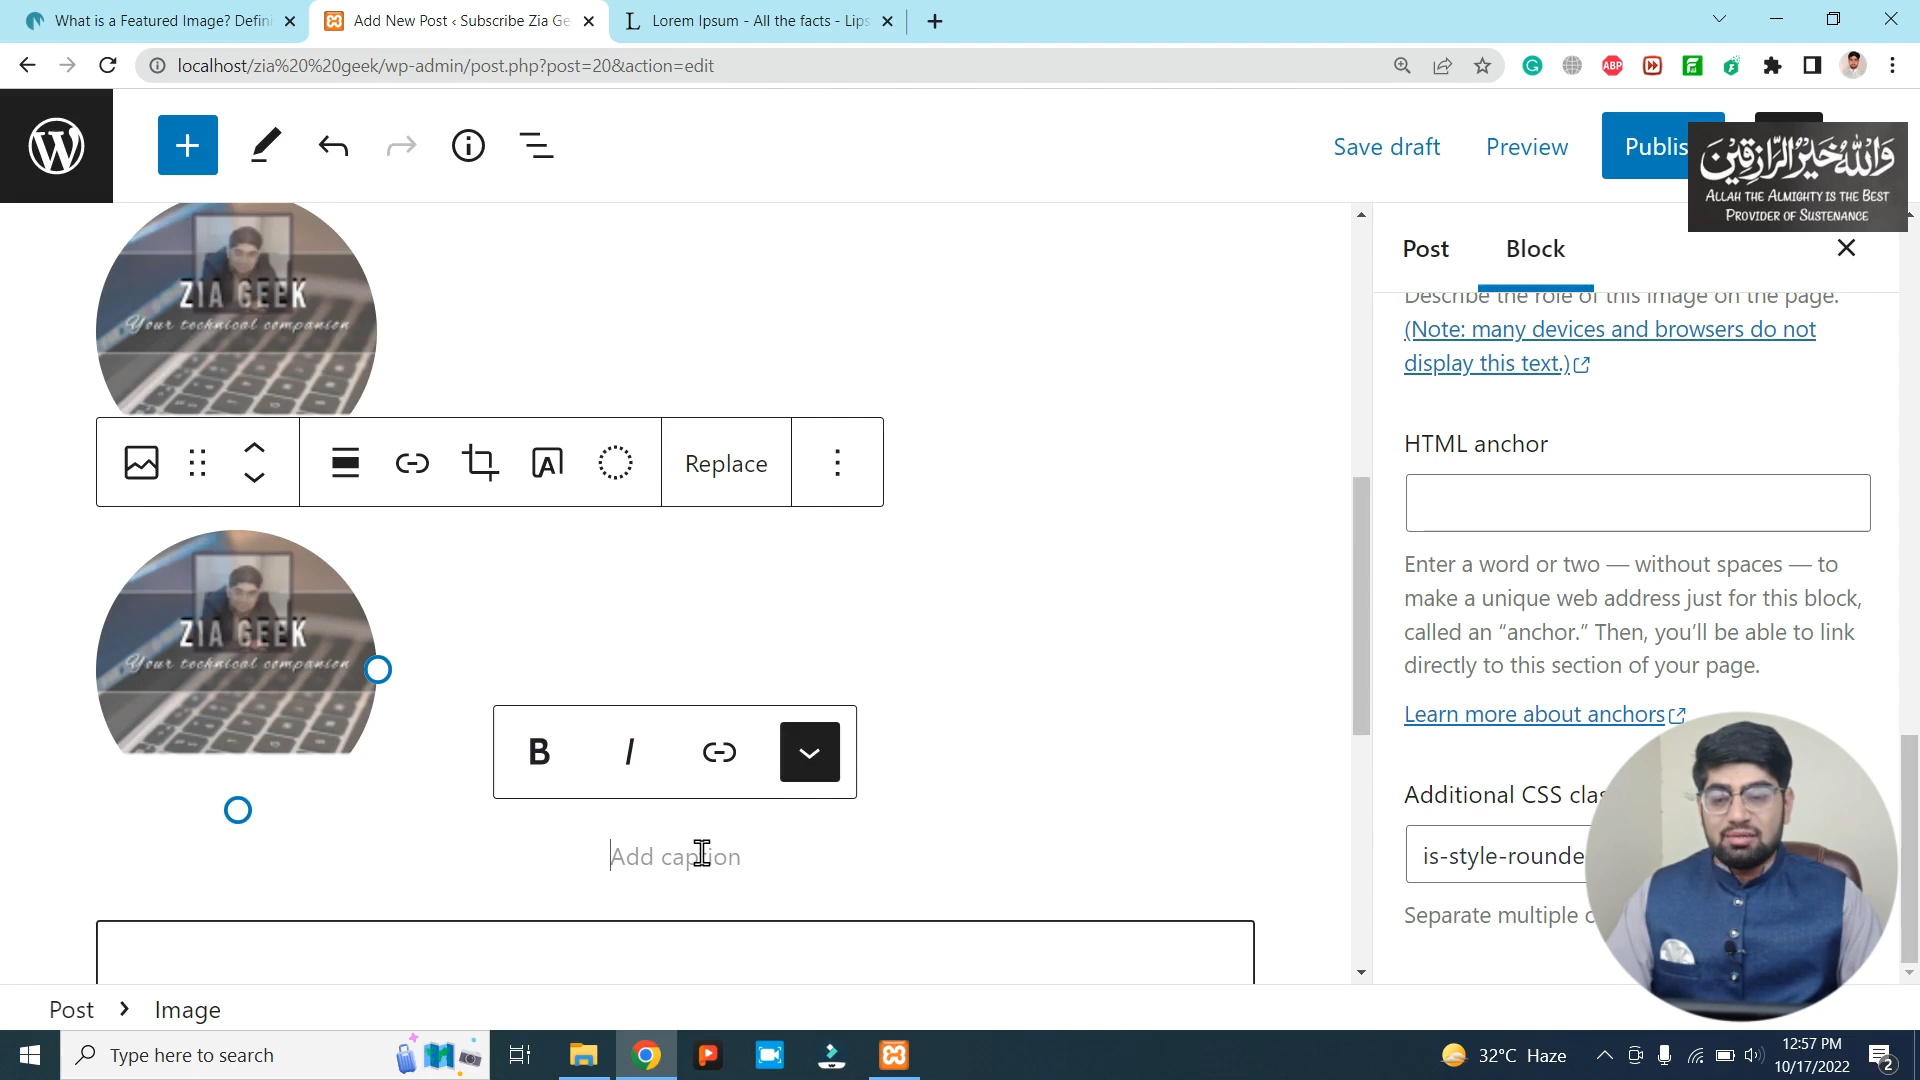 What is a Featured Image? Defini
Add New Post ‹ Subscribe Zia Ge
Lorem Ipsum - All the facts - Lips
localhost/zia%20%20geek/wp-admin/post.php?post=20&action=edit
ABP
Save draft
Preview
Publis
وَاللَّهُ خَيْرُ الرَّازِقِينَ
ALLAH THE ALMIGHTY IS THE BEST
PROVIDER OF SUSTENANCE
Post
Block
Describe the role of this image on the page.
(Note: many devices and browsers do not
display this text.)
ZIA GEEK
Your technical companion
Replace
HTML anchor
Enter a word or two — without spaces — to
make a unique web address just for this block,
called an “anchor.” Then, you’ll be able to link
directly to this section of your page.
Learn more about anchors
ZIA GEEK
Your technical companion
B I
Add caption
Additional CSS clas
is-style-rounde
Separate multiple c
Post
Image
Type here to search
32°C Haze
12:57 PM
10/17/2022
2